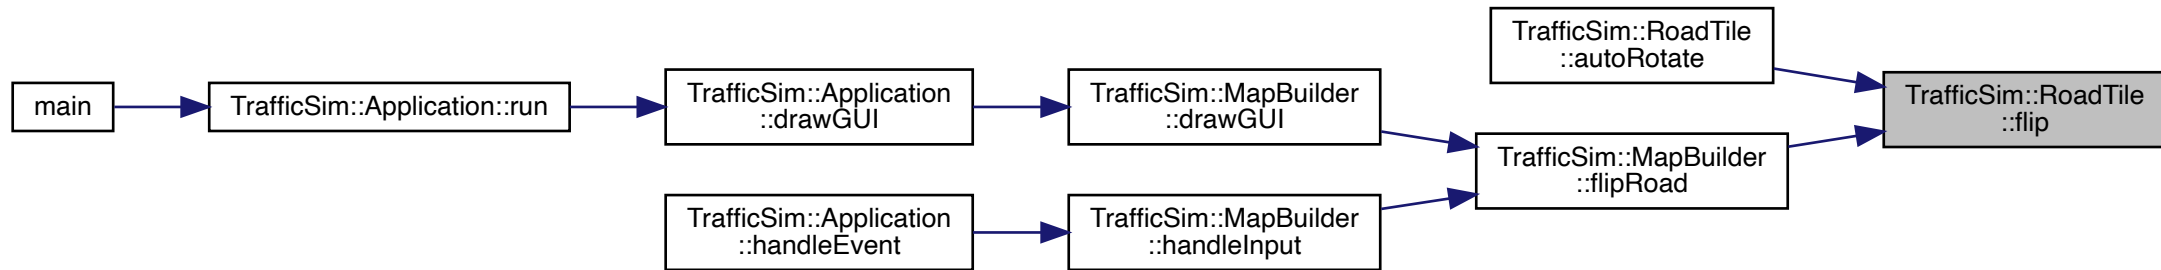 main
TrafficSim::Application::run
TrafficSim::Application
::drawGUI
TrafficSim::MapBuilder
::drawGUI
TrafficSim::RoadTile
::autoRotate
TrafficSim::RoadTile
::flip
TrafficSim::MapBuilder
::flipRoad
TrafficSim::Application
::handleEvent
TrafficSim::MapBuilder
::handleInput